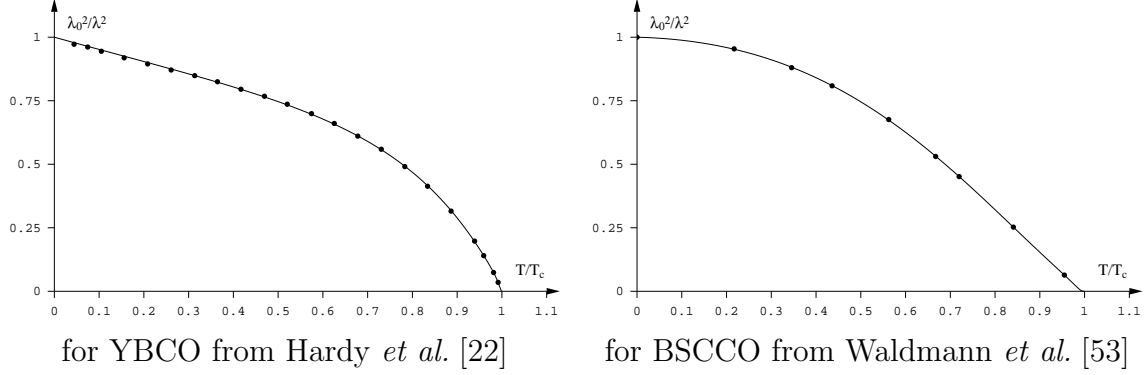 λ₀²/λ²
1
0.75
0.5
0.25
0
T/Tc
0 0.1 0.2 0.3 0.4 0.5 0.6 0.7 0.8 0.9 1 1.1
for YBCO from Hardy et al. [22]
λ₀²/λ²
1
0.75
0.5
0.25
0
T/Tc
0 0.1 0.2 0.3 0.4 0.5 0.6 0.7 0.8 0.9 1 1.1
for BSCCO from Waldmann et al. [53]